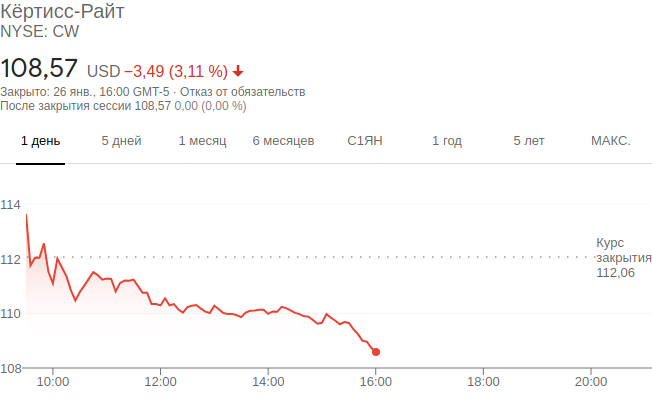 Кёртисс-Райт
NYSE: CW
108,57 USD −3,49 (3,11 %)
Закрыто: 26 янв., 16:00 GMT-5 · Отказ от обязательств
После закрытия сессии 108,57 0,00 (0,00 %)
1 день 5 дней 1 месяц 6 месяцев С1ЯН 1 год 5 лет МАКС.
114
Курс
112 закрытия
112,06
110
108
10:00 12:00 14:00 16:00 18:00 20:00